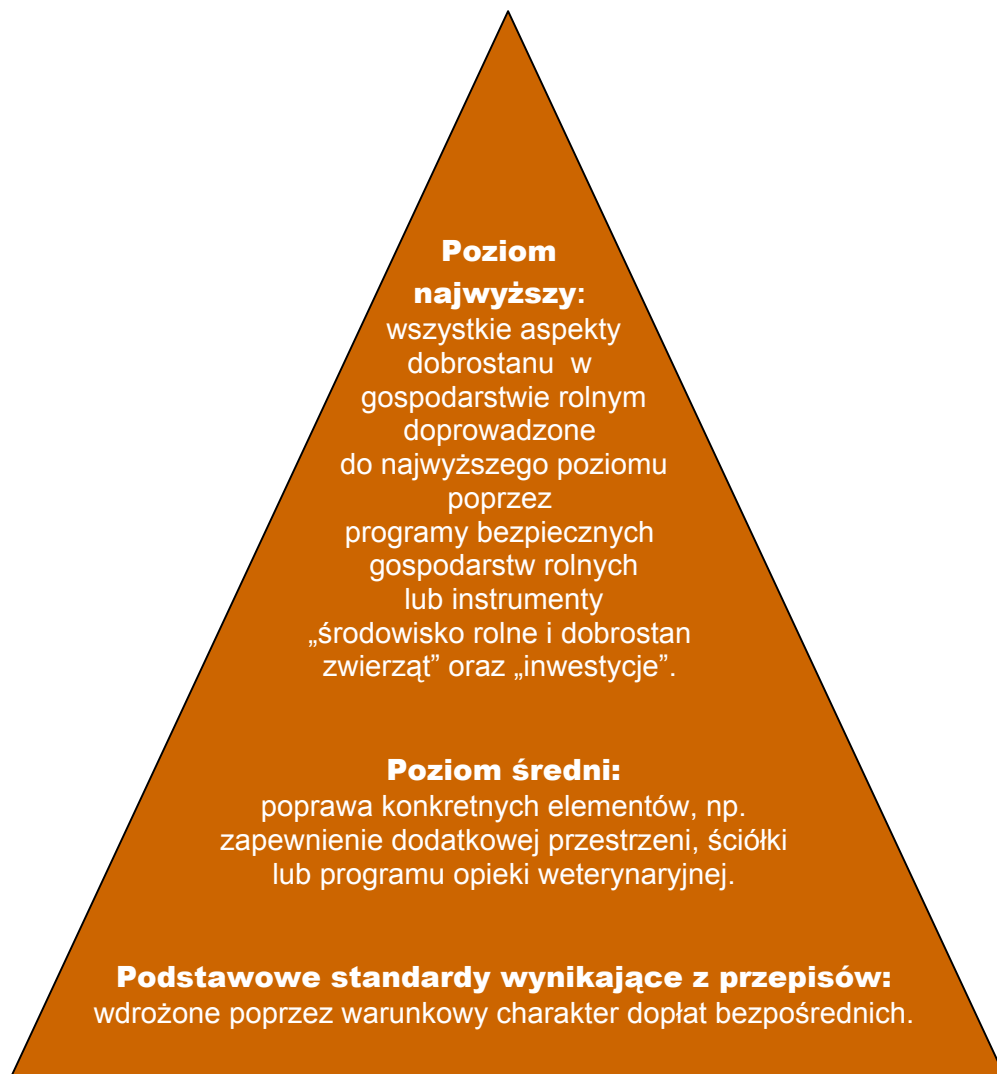 Poziom
najwyższy:
wszystkie aspekty
dobrostanu w
gospodarstwie rolnym
doprowadzone
do najwyższego poziomu
poprzez
programy bezpiecznych
gospodarstw rolnych
lub instrumenty
„środowisko rolne i dobrostan
zwierząt” oraz „inwestycje”.
Poziom średni:
poprawa konkretnych elementów, np.
zapewnienie dodatkowej przestrzeni, ściółki
lub programu opieki weterynaryjnej.
Podstawowe standardy wynikające z przepisów:
wdrożone poprzez warunkowy charakter dopłat bezpośrednich.